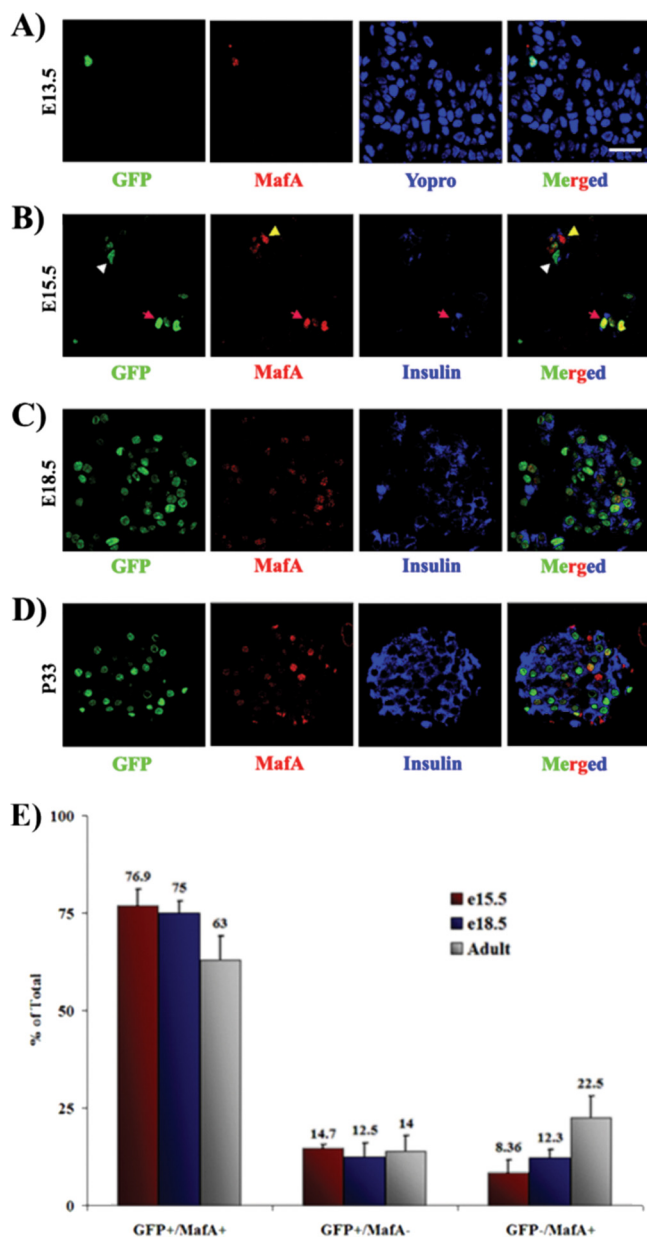 A)
E13.5
GFP MafA Yopro Merged
B)
E15.5
GFP MafA Insulin Merged
C)
E18.5
GFP MafA Insulin Merged
D)
P33
GFP MafA Insulin Merged
E)
100
75
50
25
0
% of Total
76.9
75
63
14.7
12.5
14
8.36
12.3
22.5
e15.5
e18.5
Adult
GFP+/MafA+ GFP+/MafA- GFP-/MafA+